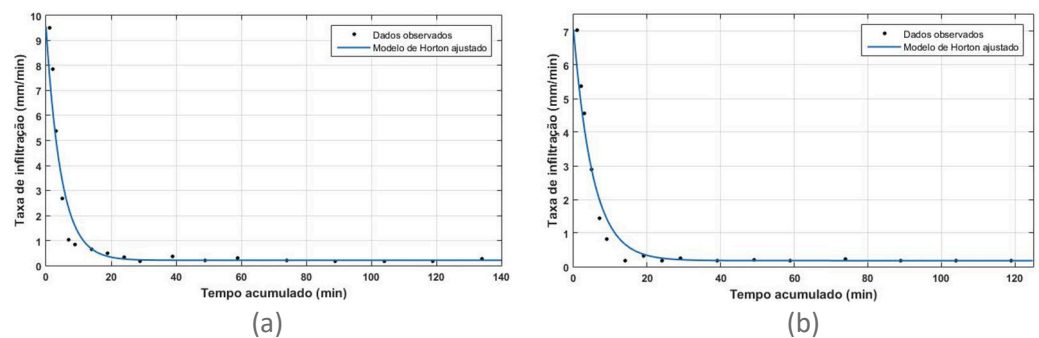 10
9
8
7
6
5
4
3
2
1
0
Taxa de infiltração (mm/min)
Dados observados
Modelo de Horton ajustado
0 20 40 60 80 100 120 140
Tempo acumulado (min)
(a)
7
6
5
4
3
2
1
0
Taxa de infiltração (mm/min)
Dados observados
Modelo de Horton ajustado
0 20 40 60 80 100 120
Tempo acumulado (min)
(b)